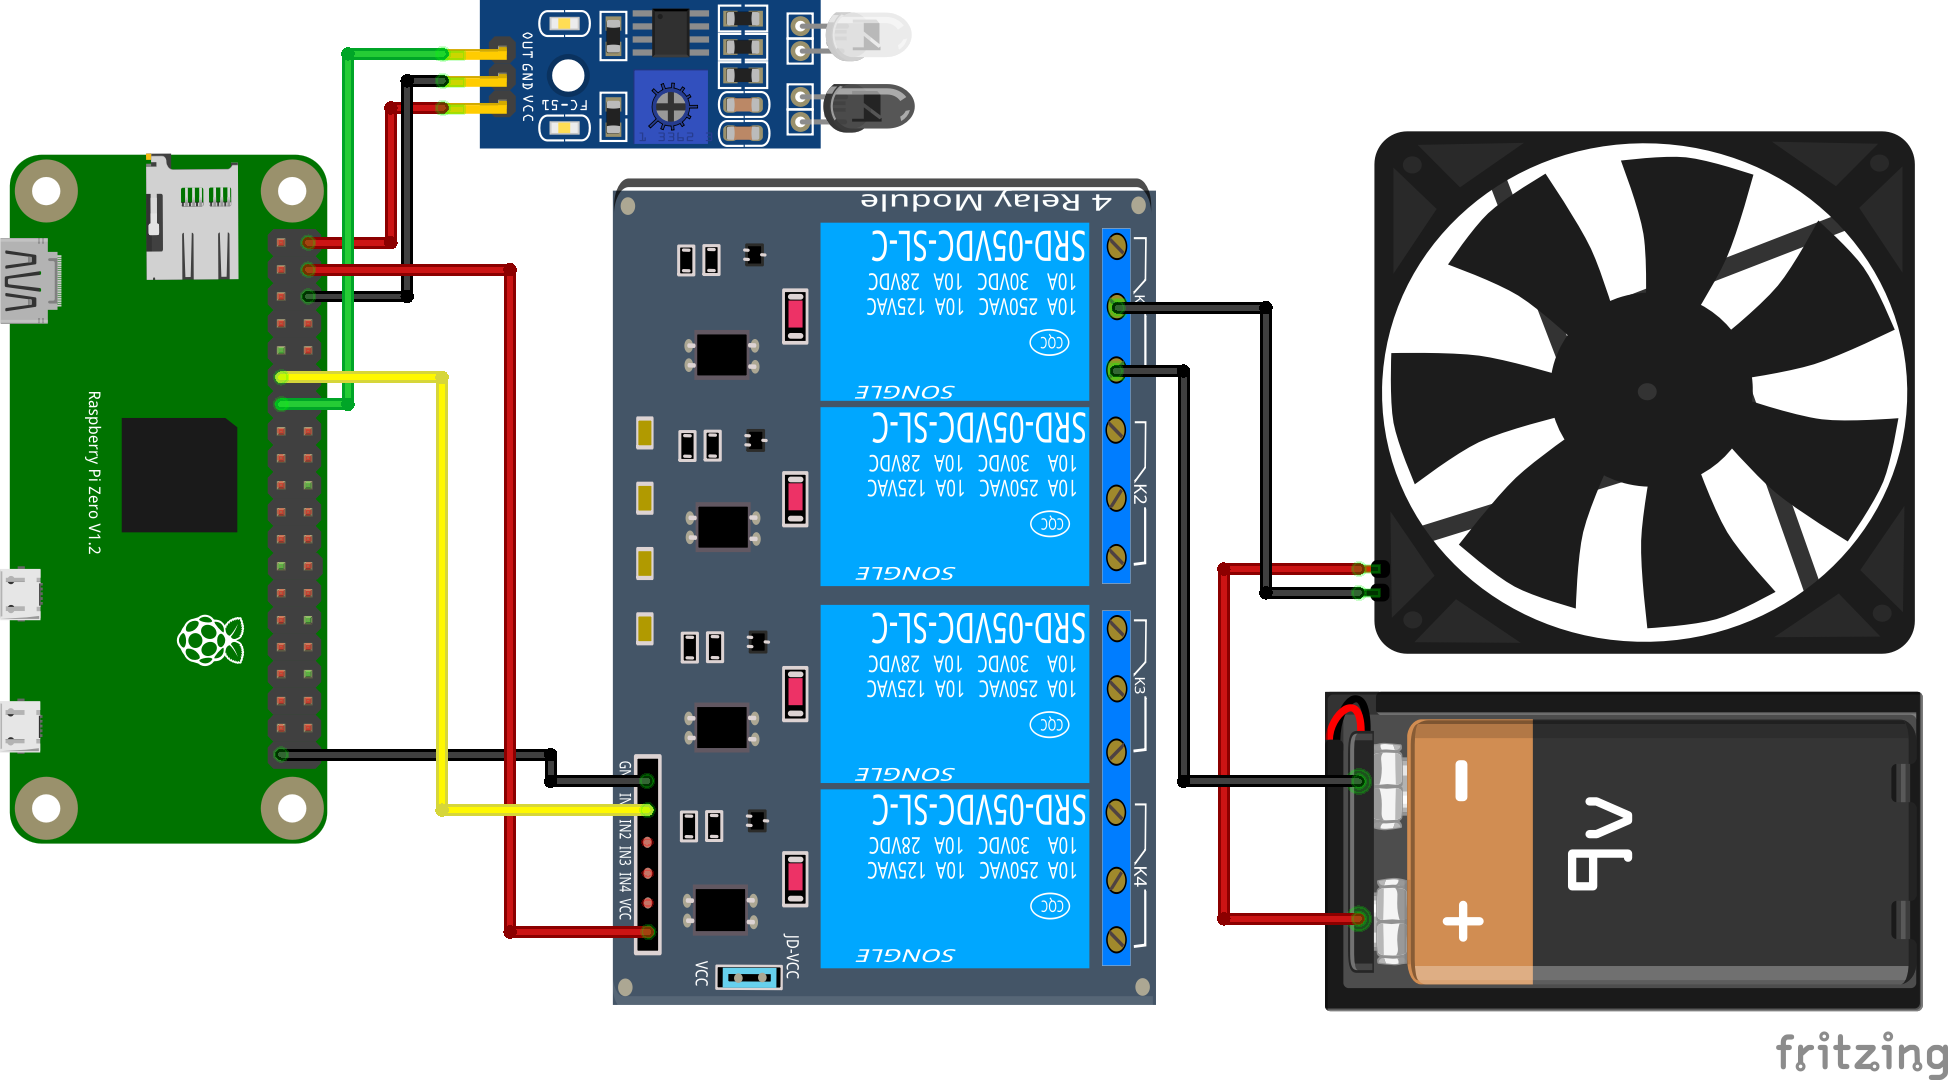 OUT GND VCC
FC-51
3362
Raspberry Pi Zero V1.2
4 Relay Module
SRD-05VDC-SL-C
10A 30VDC 10A 28VDC
10A 250VAC 10A 125VAC
CQC
SONGLE
K
SRD-05VDC-SL-C
10A 30VDC 10A 28VDC
10A 250VAC 10A 125VAC
CQC
SONGLE
K2
SRD-05VDC-SL-C
10A 30VDC 10A 28VDC
10A 250VAC 10A 125VAC
CQC
SONGLE
K3
SRD-05VDC-SL-C
10A 30VDC 10A 28VDC
10A 250VAC 10A 125VAC
CQC
SONGLE
K4
GN IN IN2 IN3 IN4 VCC
VCC
JD-VCC
9V
- +
fritzing